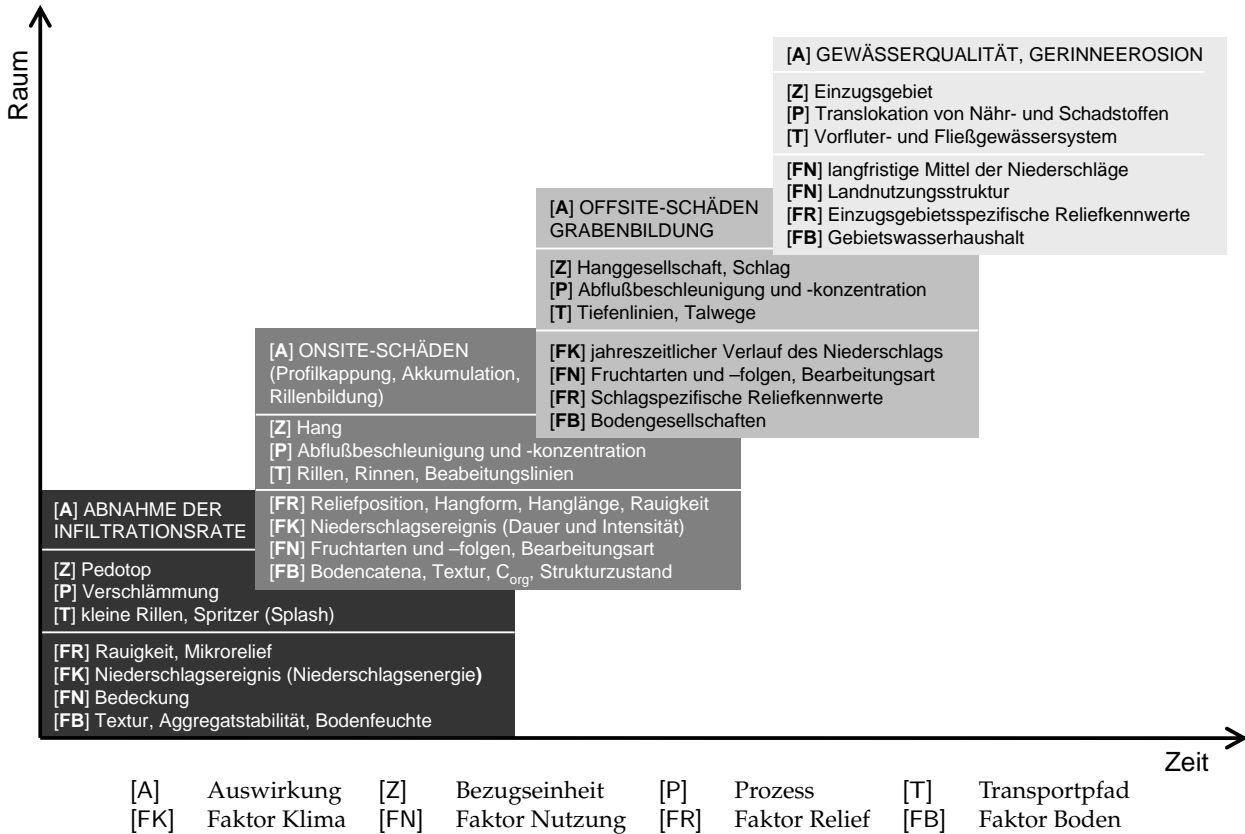 Raum
[A] GEWÄSSERQUALITÄT, GERINNEEROSION
[Z] Einzugsgebiet
[P] Translokation von Nähr- und Schadstoffen
[T] Vorfluter- und Fließgewässersystem
[FN] langfristige Mittel der Niederschläge
[FN] Landnutzungsstruktur
[FR] Einzugsgebietsspezifische Reliefkennwerte
[FB] Gebietswasserhaushalt
[A] OFFSITE-SCHÄDEN
GRABENBILDUNG
[Z] Hanggesellschaft, Schlag
[P] Abflußbeschleunigung und -konzentration
[T] Tiefenlinien, Talwege
[FK] jahreszeitlicher Verlauf des Niederschlags
[FN] Fruchtarten und –folgen, Bearbeitungsart
[FR] Schlagspezifische Reliefkennwerte
[FB] Bodengesellschaften
[A] ONSITE-SCHÄDEN
(Profilkappung, Akkumulation,
Rillenbildung)
[Z] Hang
[P] Abflußbeschleunigung und -konzentration
[T] Rillen, Rinnen, Beabeitungslinien
[FR] Reliefposition, Hangform, Hanglänge, Rauigkeit
[FK] Niederschlagsereignis (Dauer und Intensität)
[FN] Fruchtarten und –folgen, Bearbeitungsart
[FB] Bodencatena, Textur, Corg, Strukturzustand
[A] ABNAHME DER
INFILTRATIONSRATE
[Z] Pedotop
[P] Verschlämmung
[T] kleine Rillen, Spritzer (Splash)
[FR] Rauigkeit, Mikrorelief
[FK] Niederschlagsereignis (Niederschlagsenergie)
[FN] Bedeckung
[FB] Textur, Aggregatstabilität, Bodenfeuchte
Zeit
[A] Auswirkung [Z] Bezugseinheit [P] Prozess [T] Transportpfad
[FK] Faktor Klima [FN] Faktor Nutzung [FR] Faktor Relief [FB] Faktor Boden